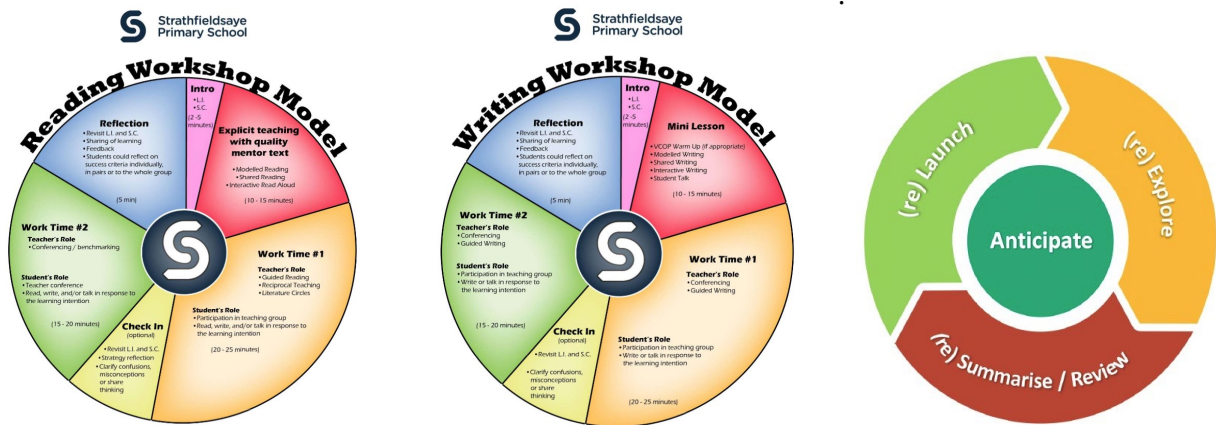 Strathfieldsaye
Primary School
Reading Workshop Model
Intro
•L.I.
•S.C.
(2 -5
minutes)
Explicit teaching
with quality
mentor text
•Modelled Reading
•Shared Reading
•Interactive Read Aloud
(10 - 15 minutes)
Work Time #1
Teacher's Role
•Guided Reading
•Reciprocal Teaching
•Literature Circles
Student's Role
•Participation in teaching group
•Read, write, and/or talk in response to
the learning intention
(20 - 25 minutes)
Check In
(optional)
•Revisit L.I. and S.C.
•Strategy reflection
•Clarify confusions,
misconceptions
or share
thinking
Work Time #2
Teacher's Role
•Conferencing / benchmarking
Student's Role
•Teacher conference
•Read, write, and/or talk in response to
the learning intention
(15 - 20 minutes)
Reflection
•Revisit L.I. and S.C.
•Sharing of learning
•Feedback
•Students could reflect on
success criteria individually,
in pairs or to the whole group
(5 min)
Strathfieldsaye
Primary School
Writing Workshop Model
Intro
•L.I.
•S.C.
(2 -5
minutes)
Mini Lesson
•VCOP Warm Up (if appropriate)
•Modelled Writing
•Shared Writing
•Interactive Writing
•Student Talk
(10 - 15 minutes)
Work Time #1
Teacher's Role
•Conferencing
•Guided Writing
Student's Role
•Participation in teaching group
•Write or talk in response to
the learning intention
(20 - 25 minutes)
Check In
(optional)
•Revisit L.I. and S.C.
•Clarify confusions,
misconceptions
or share
thinking
Work Time #2
Teacher's Role
•Conferencing
•Guided Writing
Student's Role
•Participation in teaching group
•Write or talk in response to
the learning intention
(15 - 20 minutes)
Reflection
•Revisit L.I. and S.C.
•Sharing of learning
•Feedback
•Students could reflect on
success criteria individually,
in pairs or to the whole group
(5 min)
(re) Launch
(re) Explore
Anticipate
(re) Summarise / Review